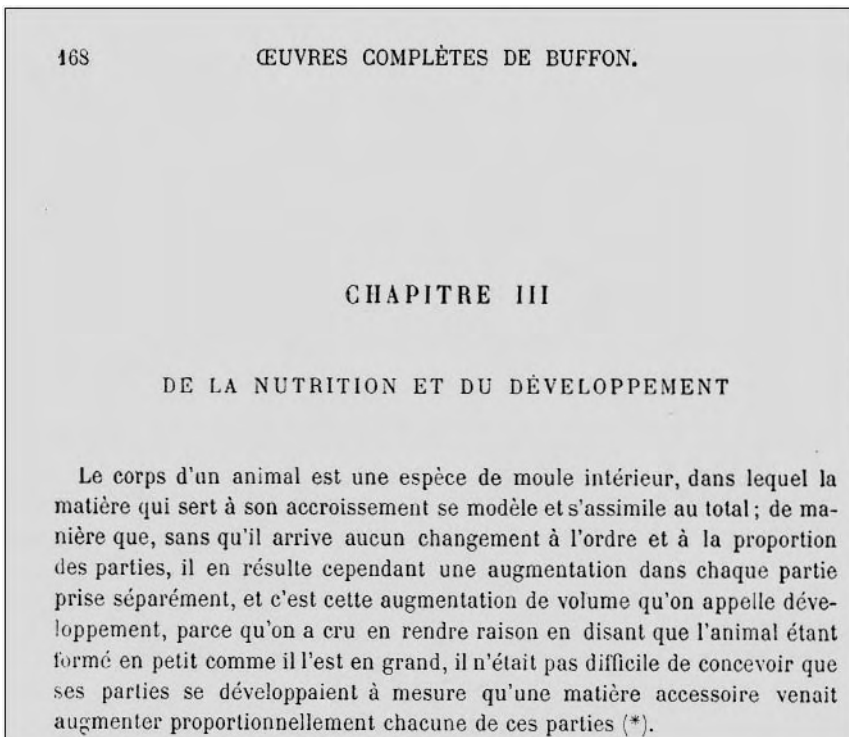 168 ŒUVRES COMPLÈTES DE BUFFON.
CHAPITRE III
DE LA NUTRITION ET DU DÉVELOPPEMENT
Le corps d'un animal est une espèce de moule intérieur, dans lequel la
matière qui sert à son accroissement se modèle et s'assimile au total ; de ma-
nière que, sans qu'il arrive aucun changement à l'ordre et à la proportion
des parties, il en résulte cependant une augmentation dans chaque partie
prise séparément, et c'est cette augmentation de volume qu'on appelle déve-
loppement, parce qu'on a cru en rendre raison en disant que l'animal étant
formé en petit comme il l'est en grand, il n'était pas difficile de concevoir que
ses parties se développaient à mesure qu'une matière accessoire venait
augmenter proportionnellement chacune de ces parties (*).